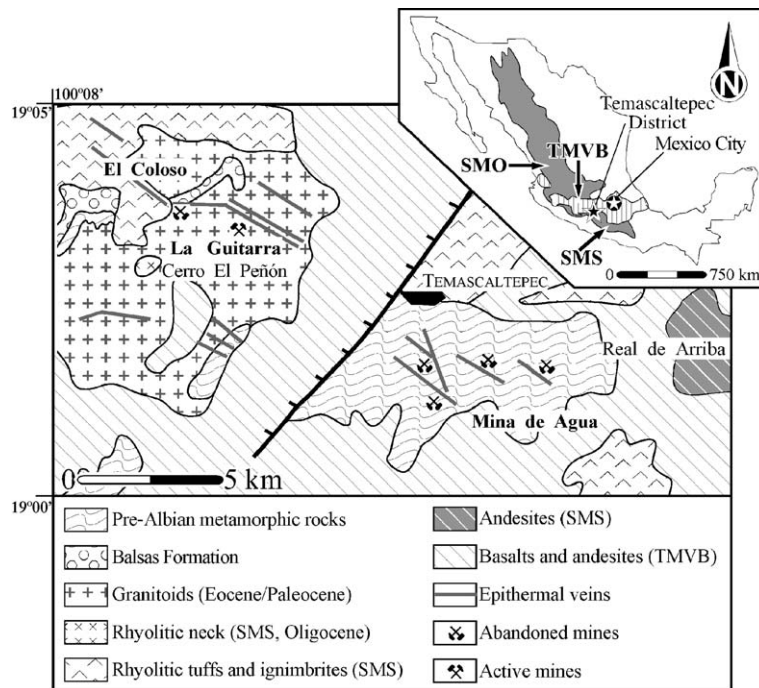 100°08'
19°05'
N
Temascaltepec
District
TMVB
Mexico City
SMO
SMS
0 750 km
El Coloso
La Guitarra
Cerro El Peñón
TEMASCALTEPEC
Real de Arriba
Mina de Agua
0 5 km
19°00'
Pre-Albian metamorphic rocks
Balsas Formation
Granitoids (Eocene/Paleocene)
Rhyolitic neck (SMS, Oligocene)
Rhyolitic tuffs and ignimbrites (SMS)
Andesites (SMS)
Basalts and andesites (TMVB)
Epithermal veins
Abandoned mines
Active mines